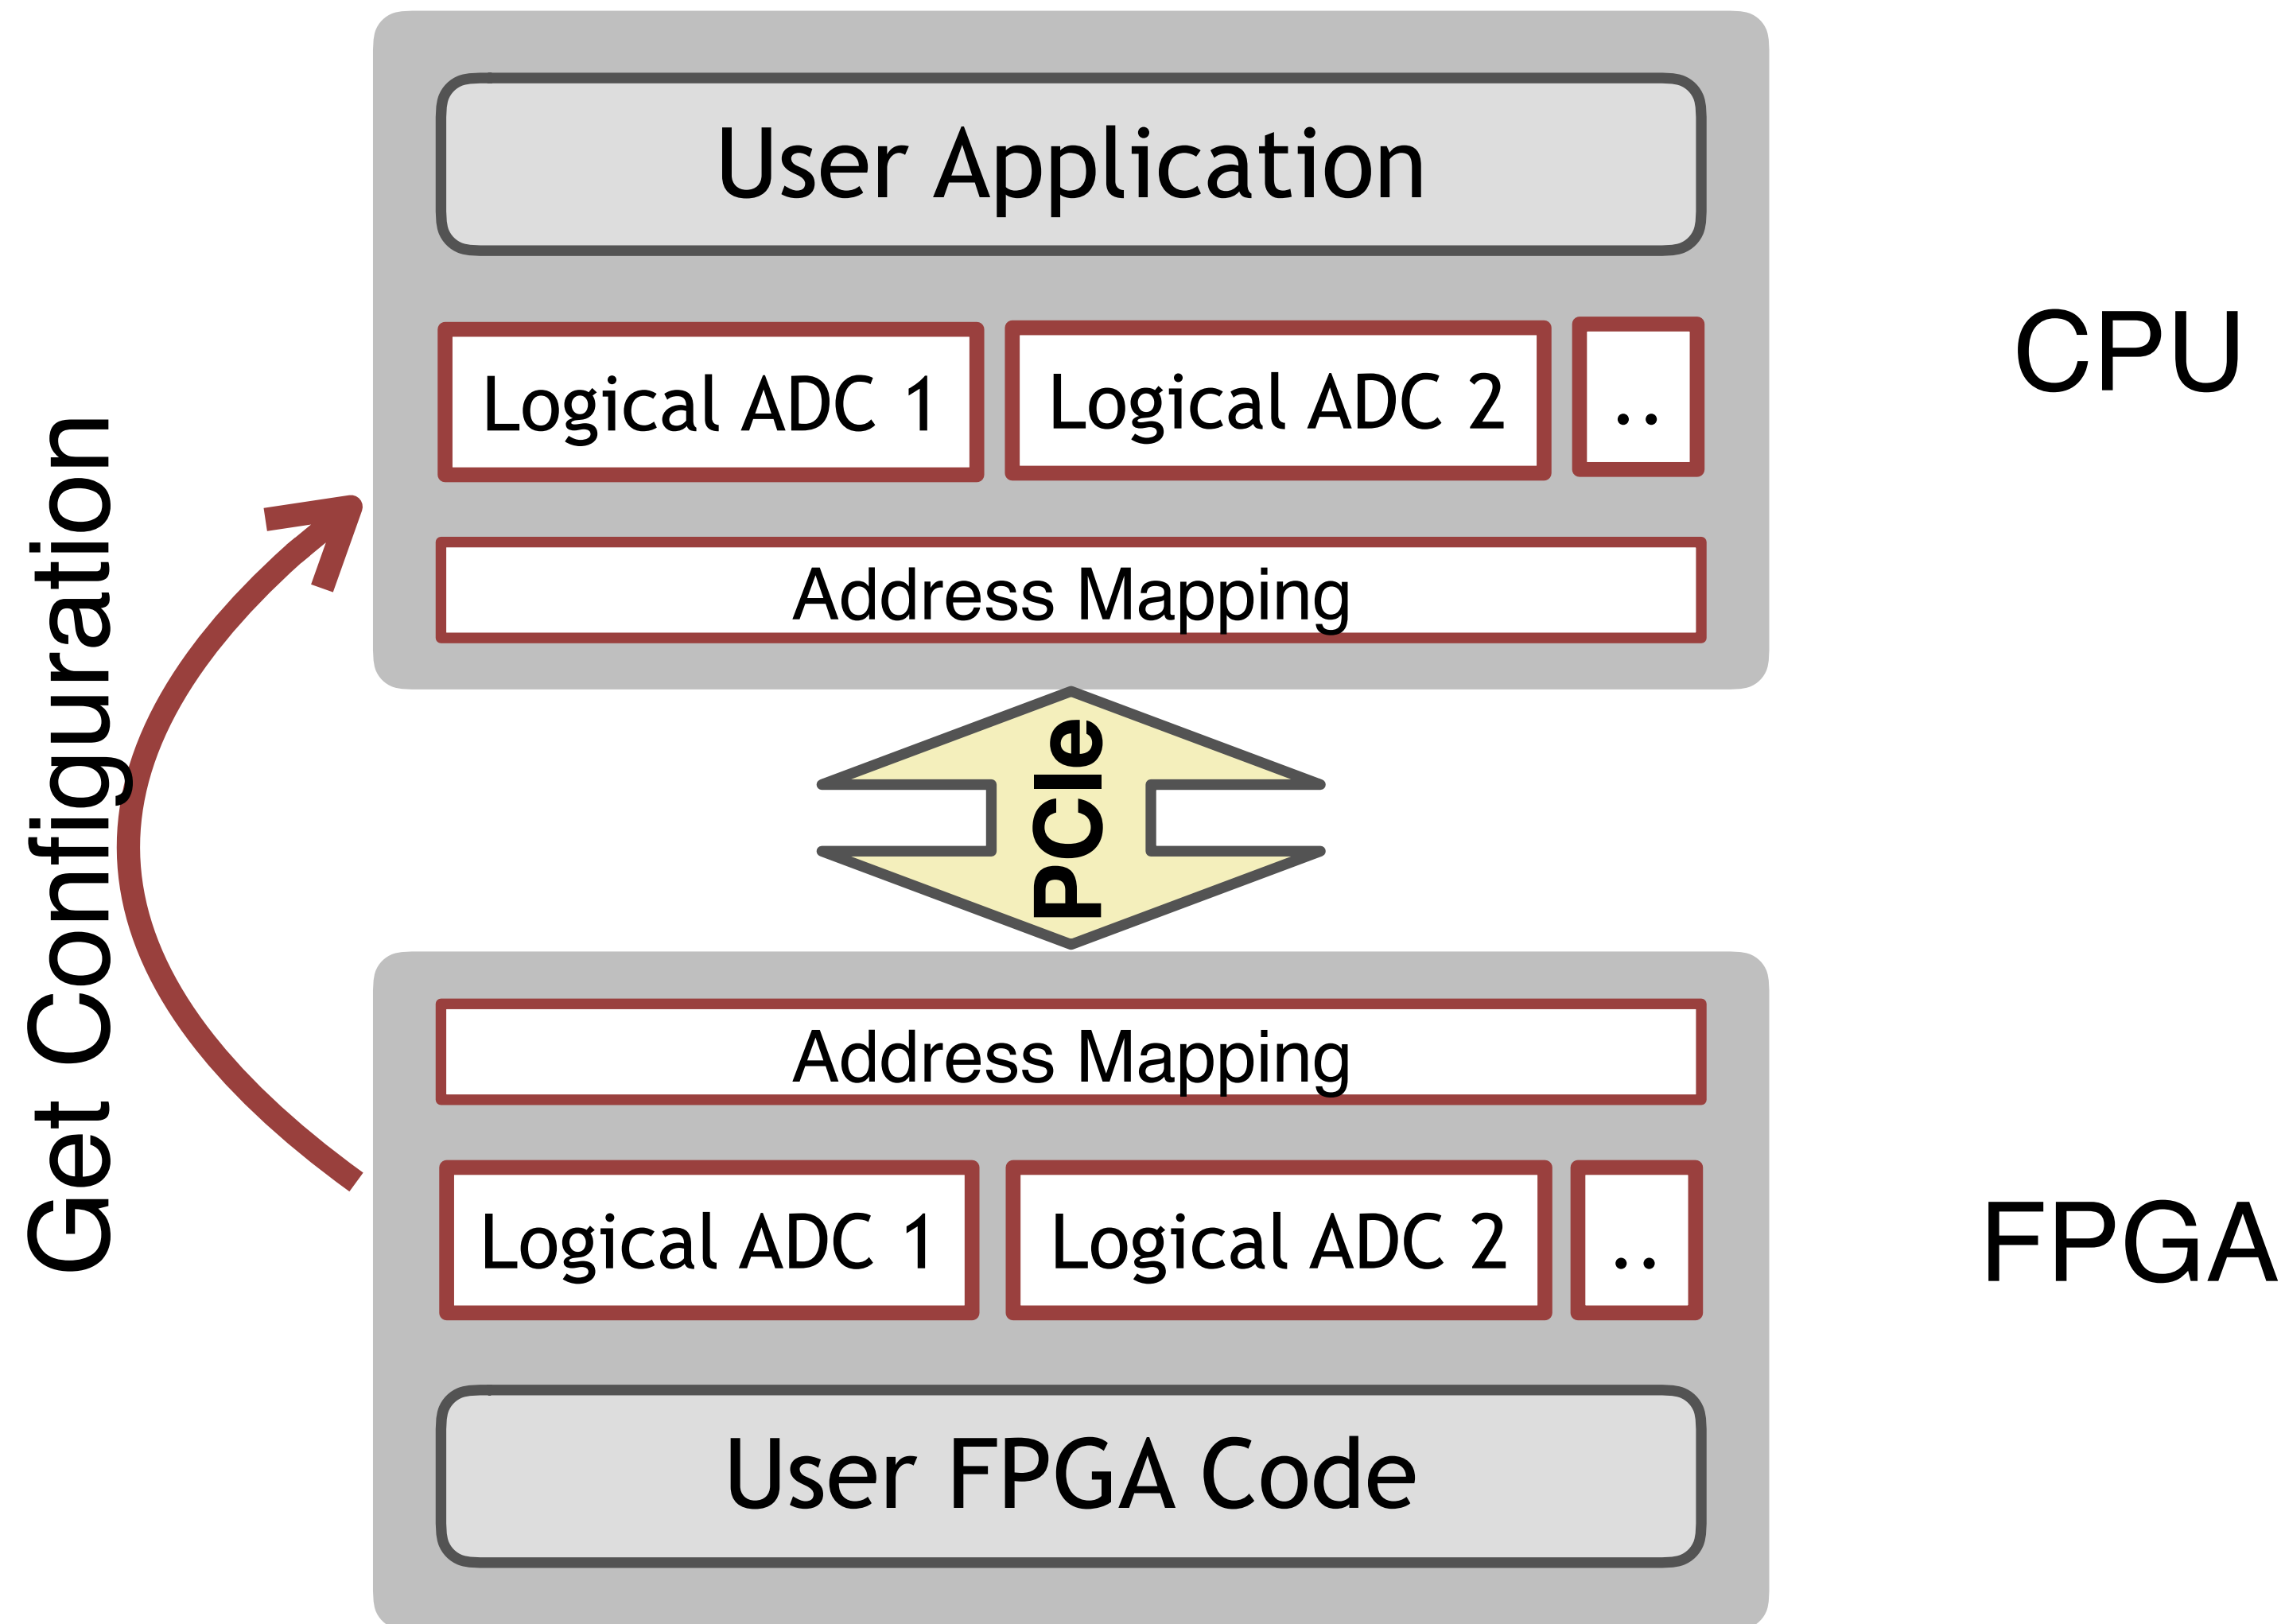 User Application
Logical ADC 1
Logical ADC 2
..
CPU
Address Mapping
Get Configuration
PCIe
Address Mapping
Logical ADC 1
Logical ADC 2
..
FPGA
User FPGA Code